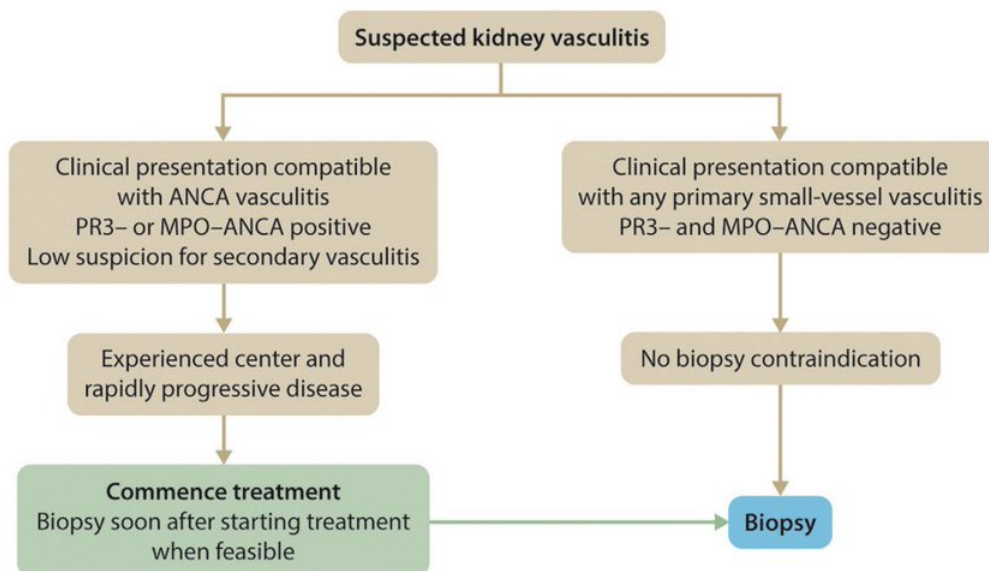 Suspected kidney vasculitis
Clinical presentation compatible
with ANCA vasculitis
PR3– or MPO–ANCA positive
Low suspicion for secondary vasculitis
Clinical presentation compatible
with any primary small-vessel vasculitis
PR3– and MPO–ANCA negative
Experienced center and
rapidly progressive disease
No biopsy contraindication
Commence treatment
Biopsy soon after starting treatment
when feasible
Biopsy